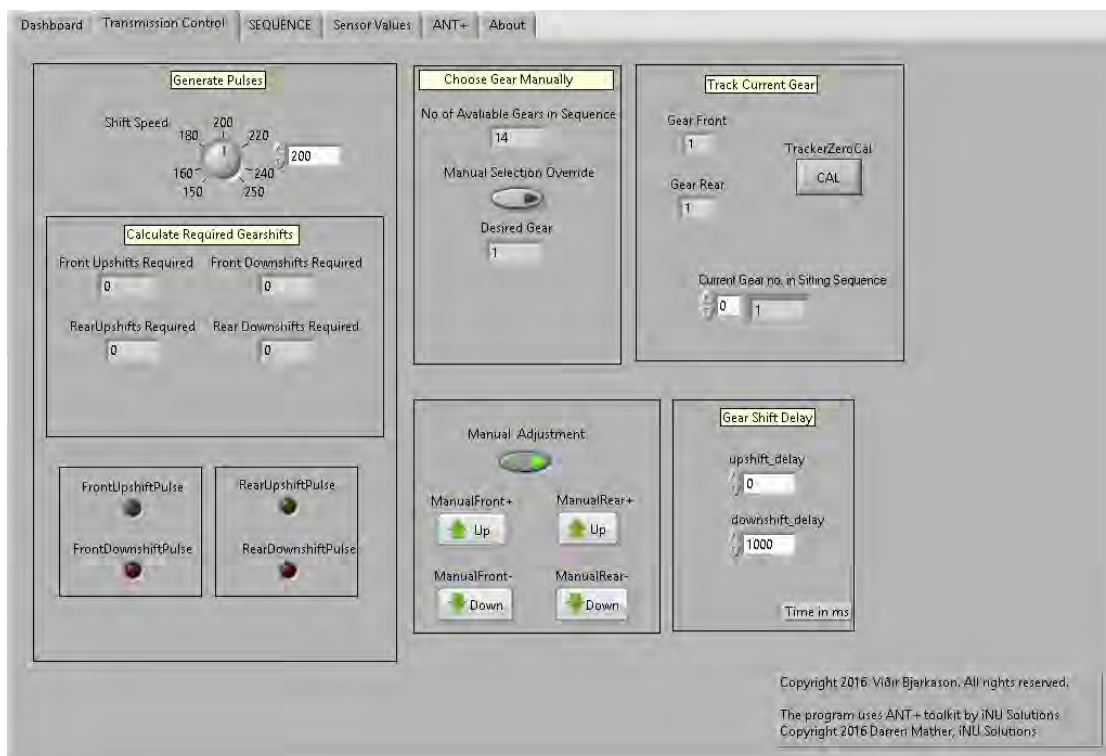 Dashboard Transmission Control SEQUENCE Sensor Values ANT+ About
Generate Pulses
Shift Speed
150 160 180 200 220 240 250
200
Calculate Required Gearshifts
Front Upshifts Required Front Downshifts Required
0 0
RearUpshifts Required Rear Downshifts Required
0 0
FrontUpshiftPulse
FrontDownshiftPulse
RearUpshiftPulse
RearDownshiftPulse
Choose Gear Manually
No of Avaliable Gears in Sequence
14
Manual Selection Override
Desired Gear
1
Track Current Gear
Gear Front
1
TrackerZeroCal
CAL
Gear Rear
1
Current Gear no. in Sitting Sequence
0 1
Manual Adjustment
ManualFront+ ManualRear+
Up Up
ManualFront- ManualRear-
Down Down
Gear Shift Delay
upshift_delay
0
downshift_delay
1000
Time in ms
Copyright 2016 Viðir Bjarkason. All rights reserved.
The program uses ANT+ toolkit by iNU Solutions
Copyright 2016 Darren Mather, iNU Solutions